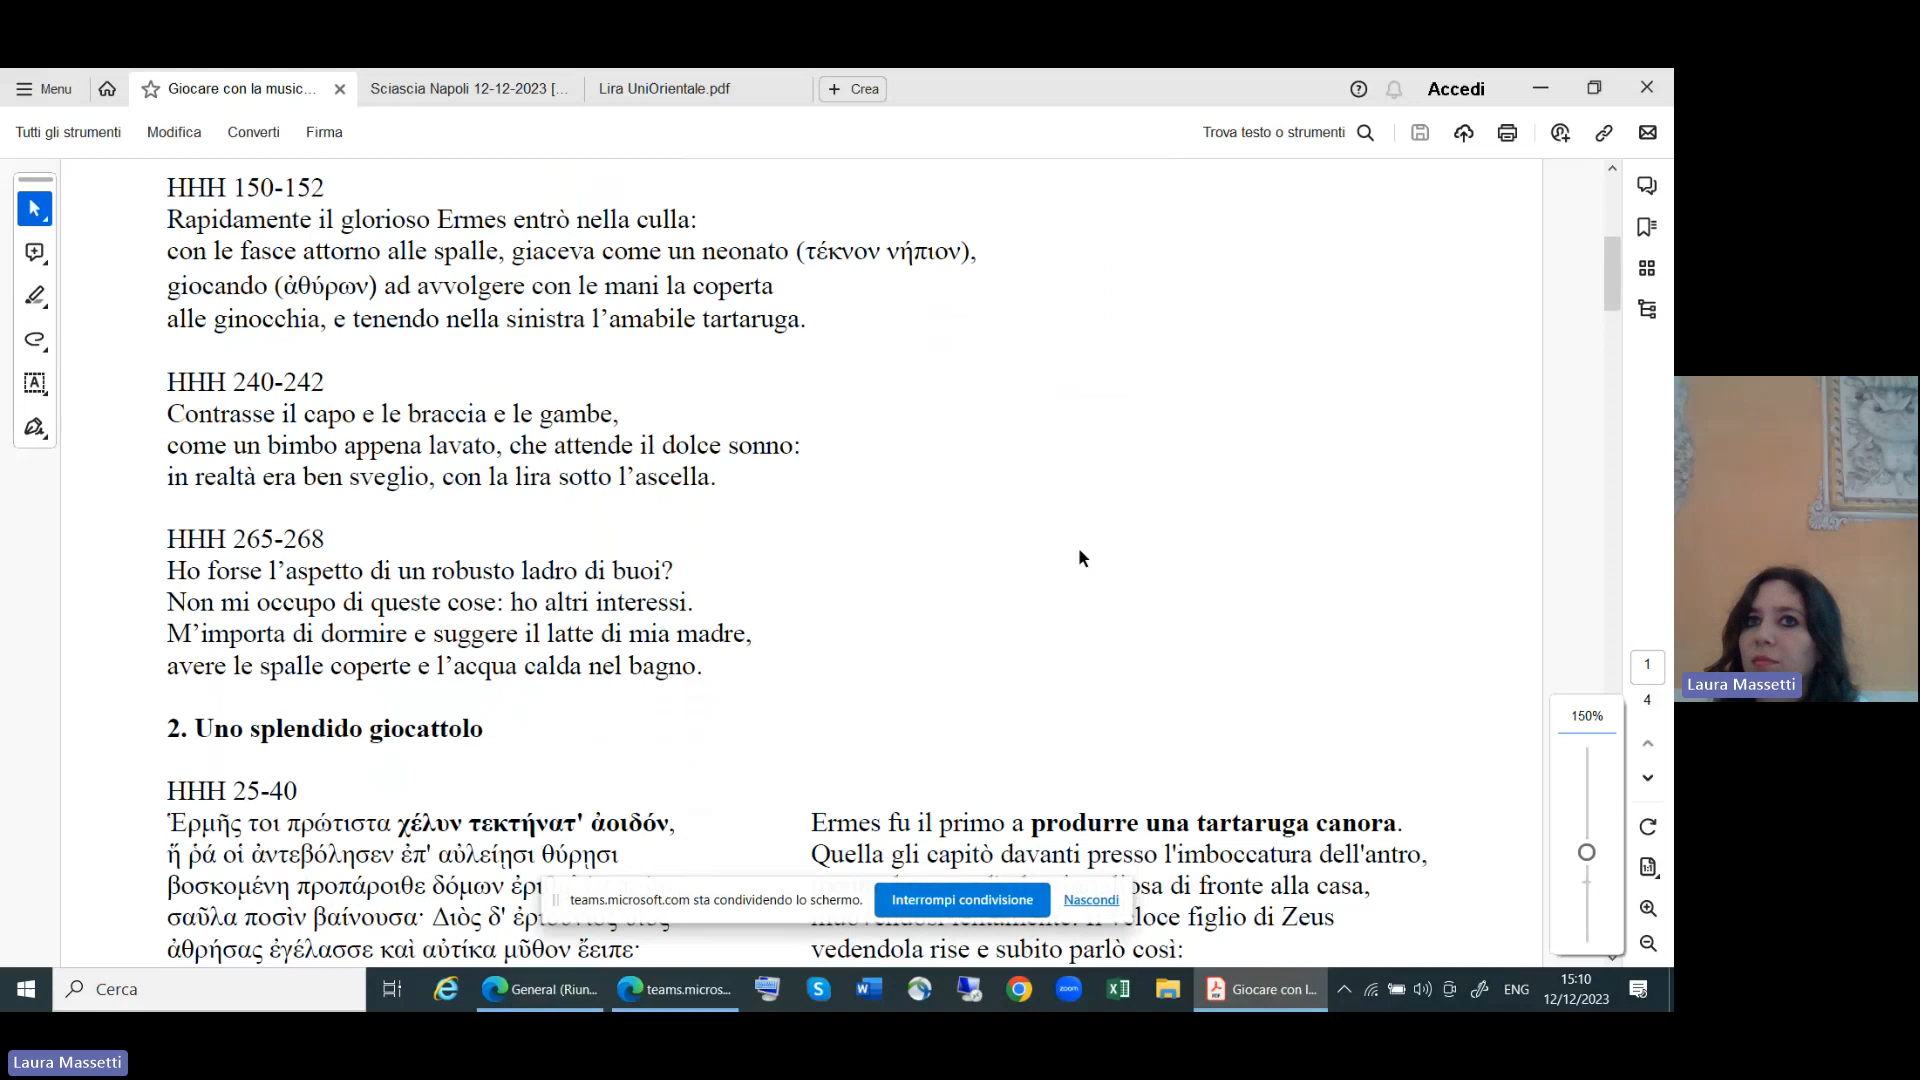 Menu
Giocare con la music...
Sciascia Napoli 12-12-2023 [...
Lira UniOrientale.pdf
Crea
Accedi
Tutti gli strumenti
Modifica
Converti
Firma
Trova testo o strumenti
HHH 150-152
Rapidamente il glorioso Ermes entrò nella culla:
con le fasce attorno alle spalle, giaceva come un neonato (τέκνον νήπιον),
giocando (ἀθύρων) ad avvolgere con le mani la coperta
alle ginocchia, e tenendo nella sinistra l’amabile tartaruga.
HHH 240-242
Contrasse il capo e le braccia e le gambe,
come un bimbo appena lavato, che attende il dolce sonno:
in realtà era ben sveglio, con la lira sotto l’ascella.
HHH 265-268
Ho forse l’aspetto di un robusto ladro di buoi?
Non mi occupo di queste cose: ho altri interessi.
M’importa di dormire e suggere il latte di mia madre,
avere le spalle coperte e l’acqua calda nel bagno.
2. Uno splendido giocattolo
HHH 25-40
Ἑρμῆς τοι πρώτιστα χέλυν τεκτήνατ' ἀοιδόν,
ἥ ῥά οἱ ἀντεβόλησεν ἐπ' αὐλείῃσι θύρῃσι
βοσκομένη προπάροιθε δόμων
σαῦλα ποσὶν βαίνουσα· Διὸς δ'
ἀθρήσας ἐγέλασσε καὶ αὐτίκα μῦθον ἔειπε·
Ermes fu il primo a produrre una tartaruga canora.
Quella gli capitò davanti presso l'imboccatura dell'antro,
di fronte alla casa,
figlio di Zeus
vedendola rise e subito parlò così:
teams.microsoft.com sta condividendo lo schermo.
Interrompi condivisione
Nascondi
1
4
150%
Laura Massetti
Cerca
General (Riun...
teams.micros...
zoom
Giocare con l...
ENG
15:10
12/12/2023
Laura Massetti